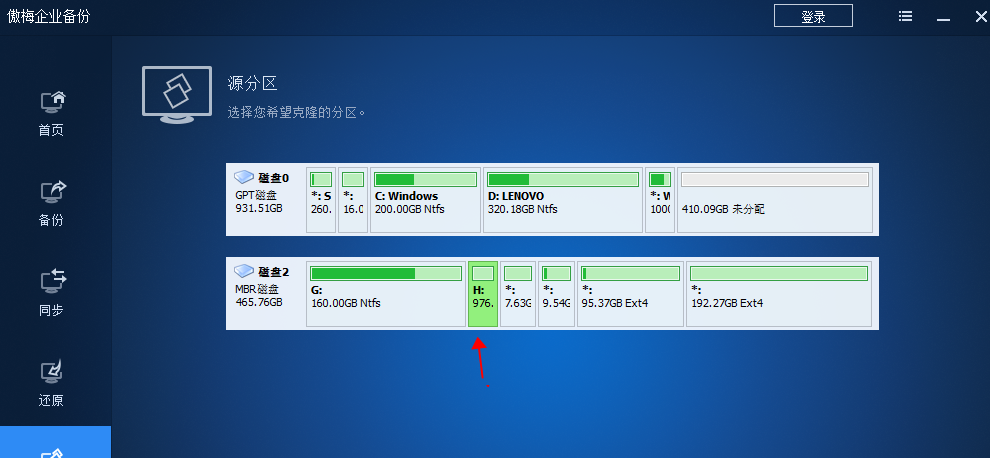 傲梅企业备份
登录
首页
备份
同步
还原
源分区
选择您希望克隆的分区。
磁盘0
GPT磁盘
931.51GB
*: S
260.
*:
16.0
C: Windows
200.00GB Ntfs
D: LENOVO
320.18GB Ntfs
*: W
1000
410.09GB 未分配
磁盘2
MBR磁盘
465.76GB
G:
160.00GB Ntfs
H:
976.
*:
7.63G
*:
9.54G
*:
95.37GB Ext4
*:
192.27GB Ext4